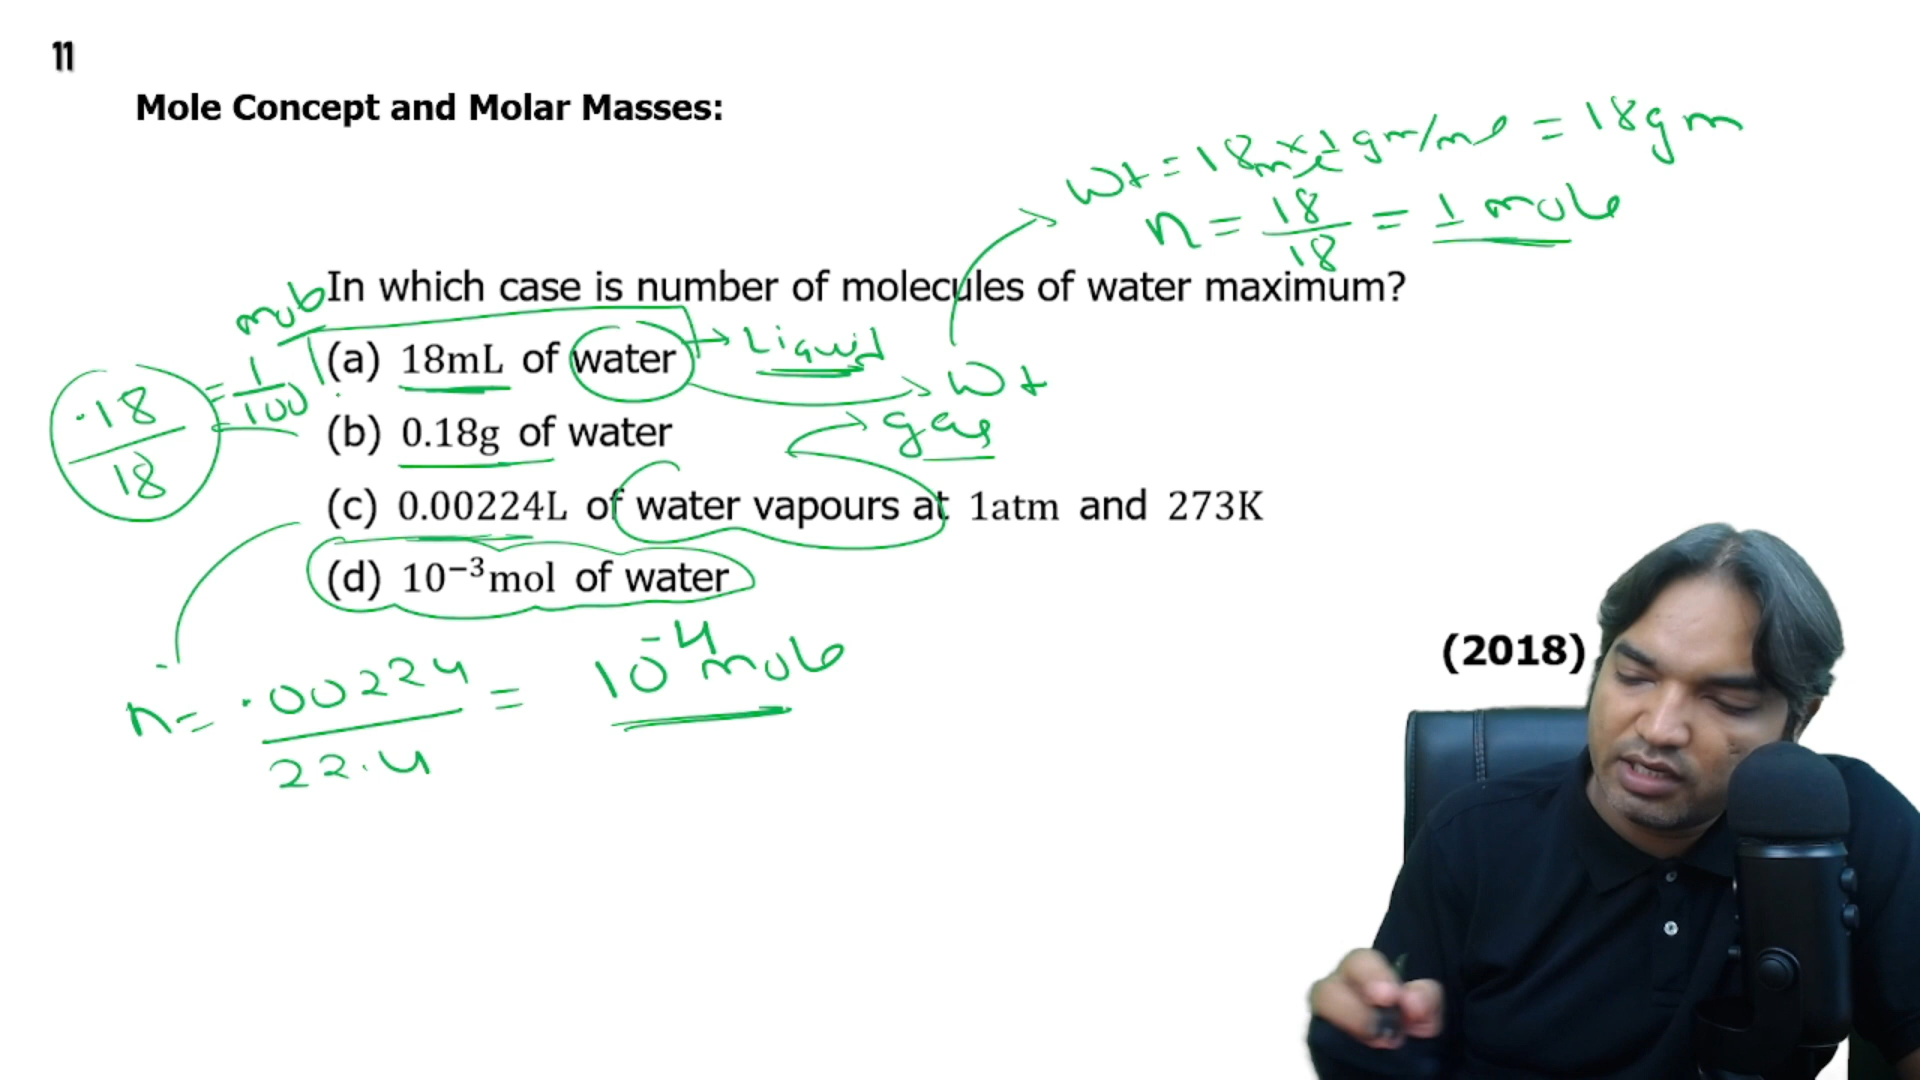 11
Mole Concept and Molar Masses:
wt = 18ml × 1 gm/ml = 18gm
n = 18/18 = 1 mole
In which case is number of molecules of water maximum?
(a) 18mL of water → Liquid
→ wt
.18/18 = 1/100 mole
(b) 0.18g of water
gas
(c) 0.00224L of water vapours at 1atm and 273K
(d) 10⁻³mol of water
(2018)
n = .00224/22.4 = 10⁻⁴ mole